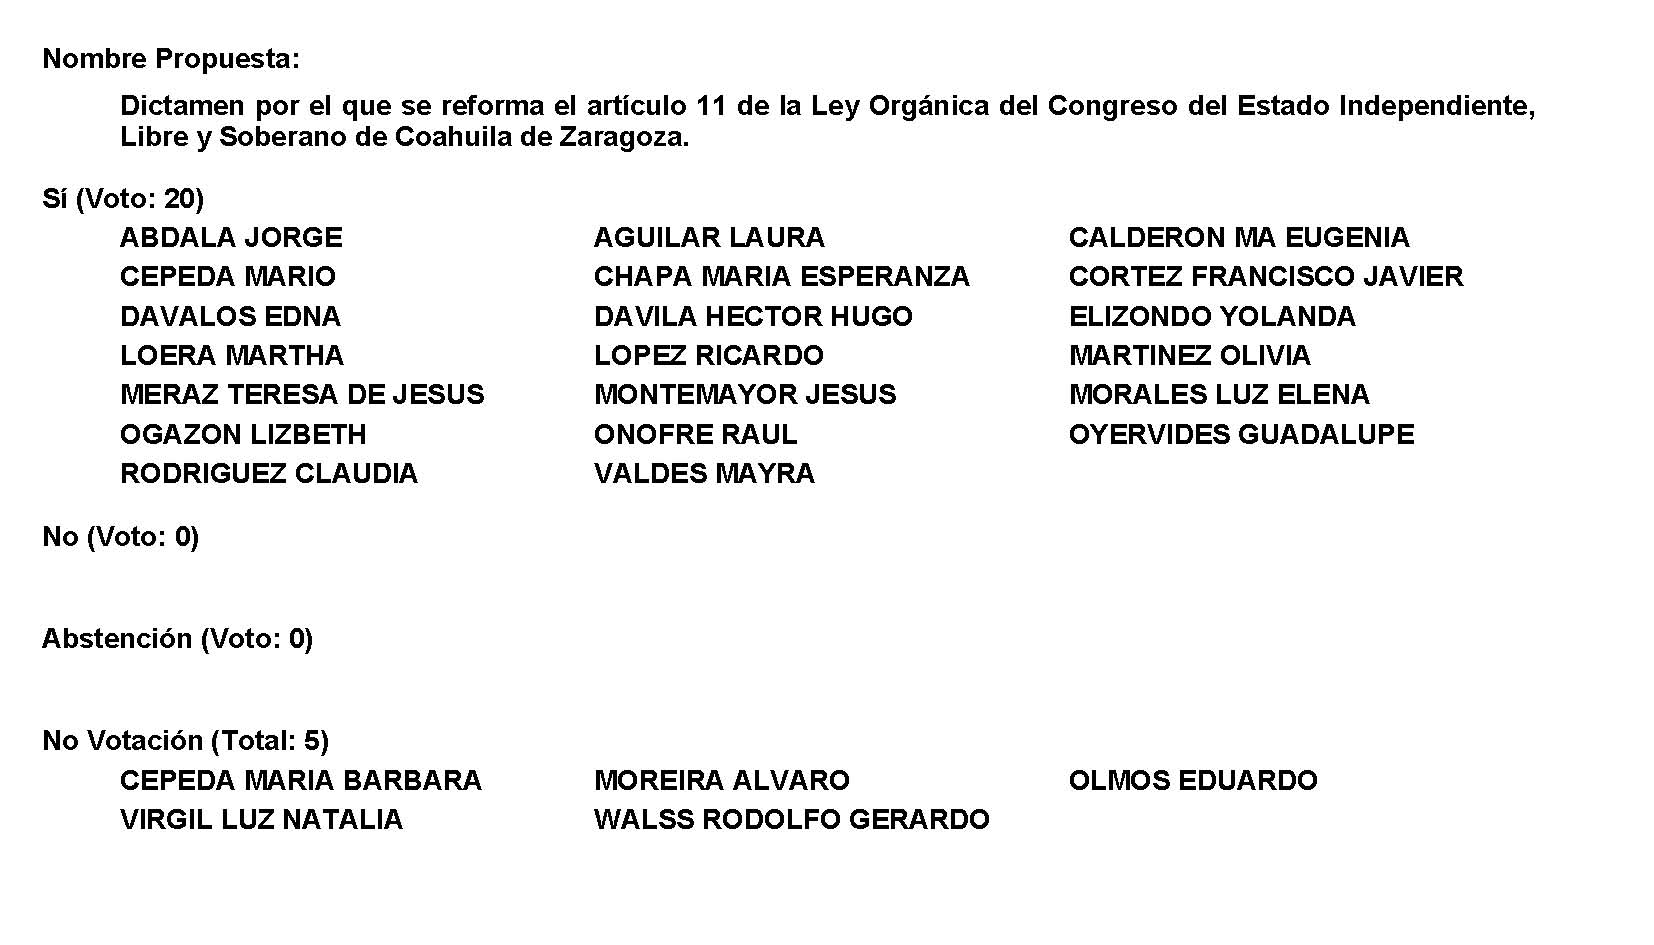 Nombre Propuesta:
Dictamen por el que se reforma el artículo 11 de la Ley Orgánica del Congreso del Estado Independiente,
Libre y Soberano de Coahuila de Zaragoza.
Sí (Voto: 20)
ABDALA JORGE AGUILAR LAURA CALDERON MA EUGENIA
CEPEDA MARIO CHAPA MARIA ESPERANZA CORTEZ FRANCISCO JAVIER
DAVALOS EDNA DAVILA HECTOR HUGO ELIZONDO YOLANDA
LOERA MARTHA LOPEZ RICARDO MARTINEZ OLIVIA
MERAZ TERESA DE JESUS MONTEMAYOR JESUS MORALES LUZ ELENA
OGAZON LIZBETH ONOFRE RAUL OYERVIDES GUADALUPE
RODRIGUEZ CLAUDIA VALDES MAYRA
No (Voto: 0)
Abstención (Voto: 0)
No Votación (Total: 5)
CEPEDA MARIA BARBARA MOREIRA ALVARO OLMOS EDUARDO
VIRGIL LUZ NATALIA WALSS RODOLFO GERARDO